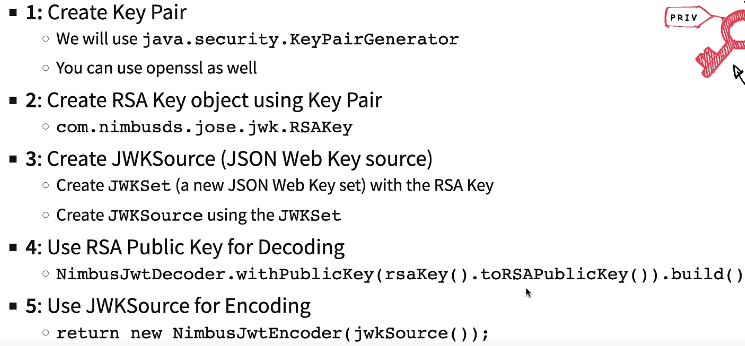 PRIV
1: Create Key Pair
We will use java.security.KeyPairGenerator
You can use openssl as well
2: Create RSA Key object using Key Pair
com.nimbusds.jose.jwk.RSAKey
3: Create JWKSource (JSON Web Key source)
Create JWKSet (a new JSON Web Key set) with the RSA Key
Create JWKSource using the JWKSet
4: Use RSA Public Key for Decoding
NimbusJwtDecoder.withPublicKey(rsaKey().toRSAPublicKey()).build()
5: Use JWKSource for Encoding
return new NimbusJwtEncoder(jwkSource());